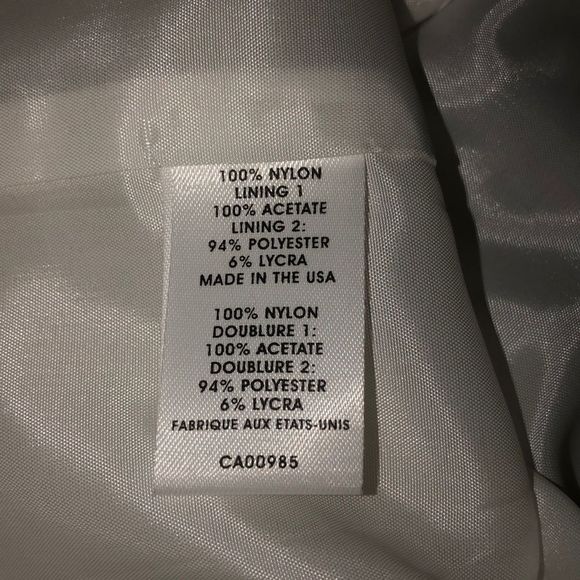 100% NYLON
LINING 1
100% ACETATE
LINING 2:
94% POLYESTER
6% LYCRA
MADE IN THE USA
100% NYLON
DOUBLURE 1:
100% ACETATE
DOUBLURE 2:
94% POLYESTER
6% LYCRA
FABRIQUE AUX ETATS-UNIS
CA00985